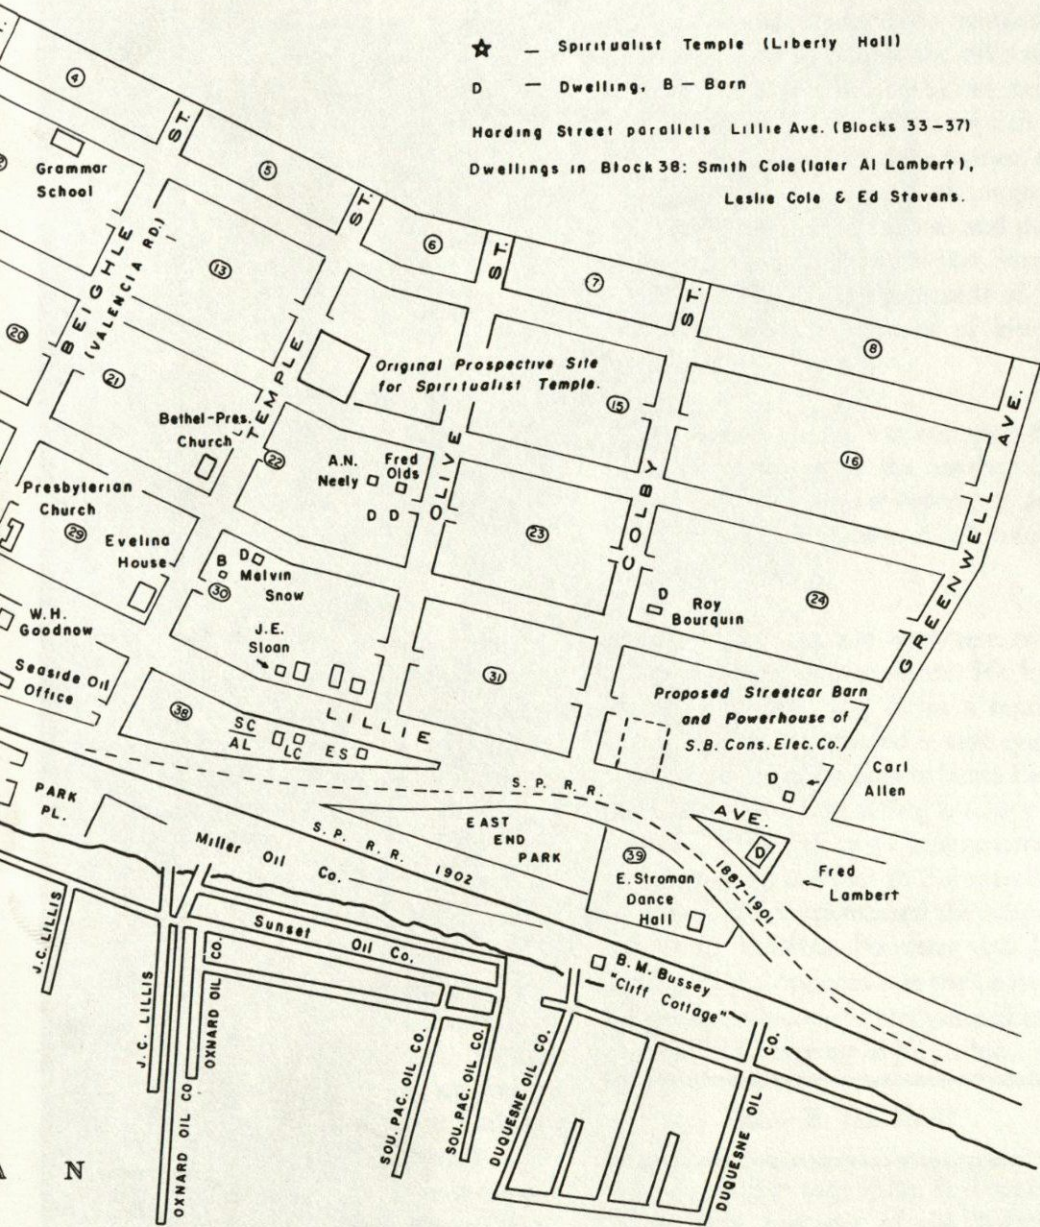 ☆ — Spiritualist Temple (Liberty Hall)
D — Dwelling, B — Barn
Harding Street parallels Lillie Ave. (Blocks 33-37)
Dwellings in Block 38: Smith Cole (later Al Lambert),
Leslie Cole & Ed Stevens.
4
ST.
Grammar
School
5
ST.
6
ST.
7
ST.
8
BEIGHLE
(VALENCIA RD.)
13
20
21
TEMPLE
Original Prospective Site
for Spiritualist Temple.
15
16
GREENWELL AVE.
Bethel-Pres.
Church
22
A.N.
Neely
Fred
Olds
D D
OLIVE
23
COLBY
24
Presbyterian
Church
29
Evelina
House
B
D
Melvin
Snow
30
D
Roy
Bourquin
W.H.
Goodnow
J.E.
Sloan
31
Seaside Oil
Office
38
LILLIE
AVE.
SC
AL
LC
ES
Proposed Streetcar Barn
and Powerhouse of
S.B. Cons. Elec. Co.
D
Carl
Allen
S. P. R. R.
1887-1901
PARK
PL.
S. P. R. R. 1902
EAST
END
PARK
39
E. Stroman
Dance
Hall
D
Fred
Lambert
Miller Oil
Co.
Sunset Oil Co.
B. M. Bussey
"Cliff Cottage"
J.C. LILLIS
J. C. LILLIS
OXNARD OIL CO.
OXNARD OIL CO
SOU. PAC. OIL CO.
SOU. PAC. OIL CO.
DUQUESNE OIL CO.
DUQUESNE OIL CO.
A N